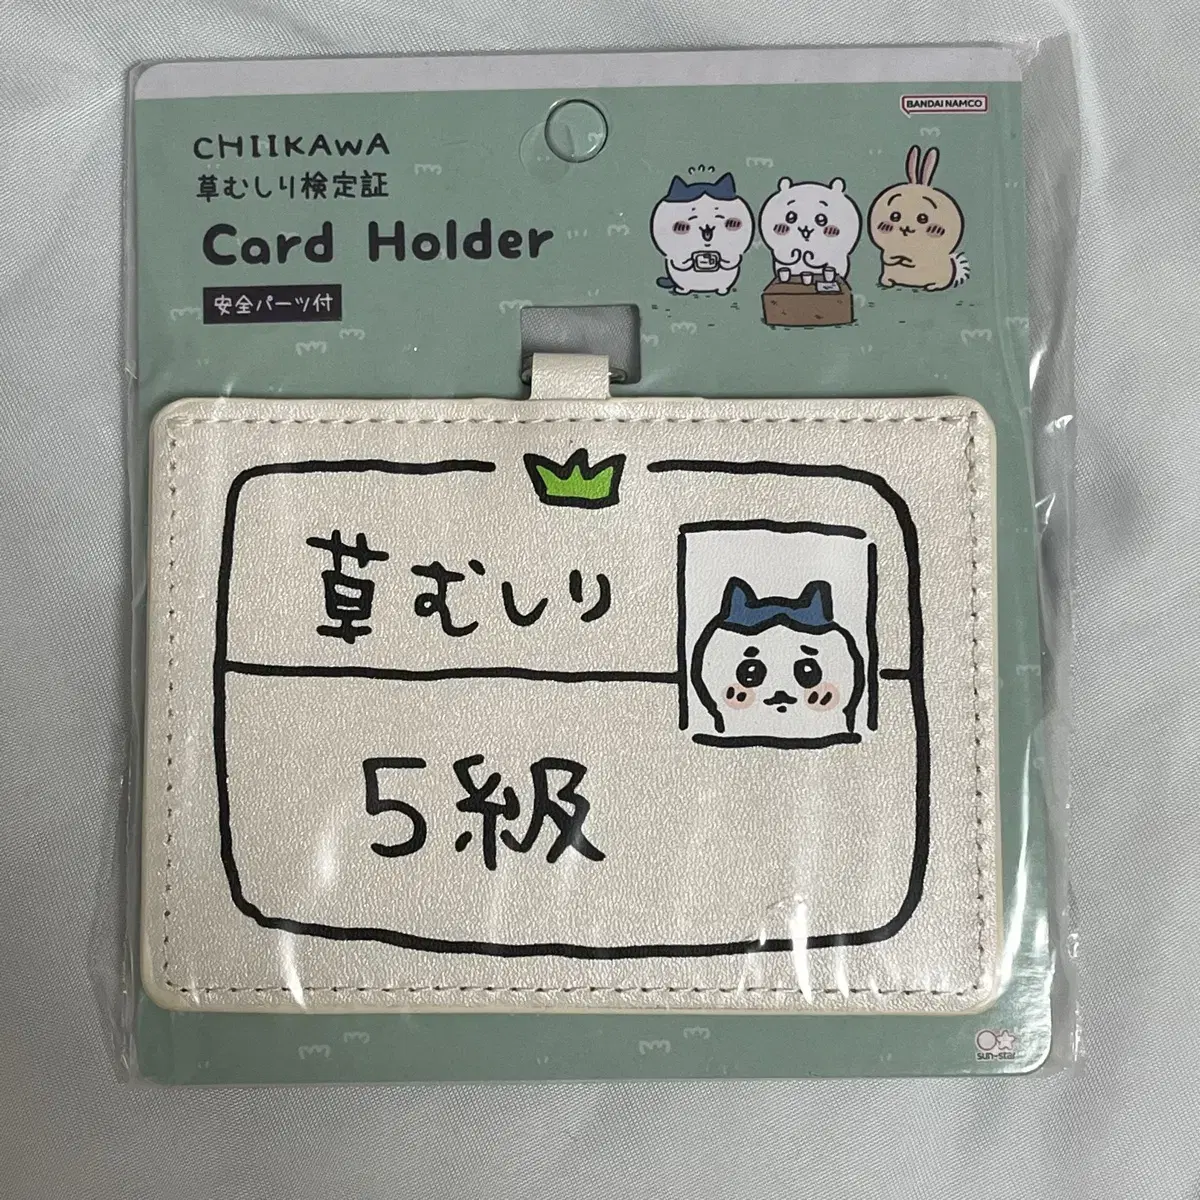 BANDAI NAMCO
CHIIKAWA
草むしり検定証
Card Holder
安全パーツ付
草むしり
5級
sun-star